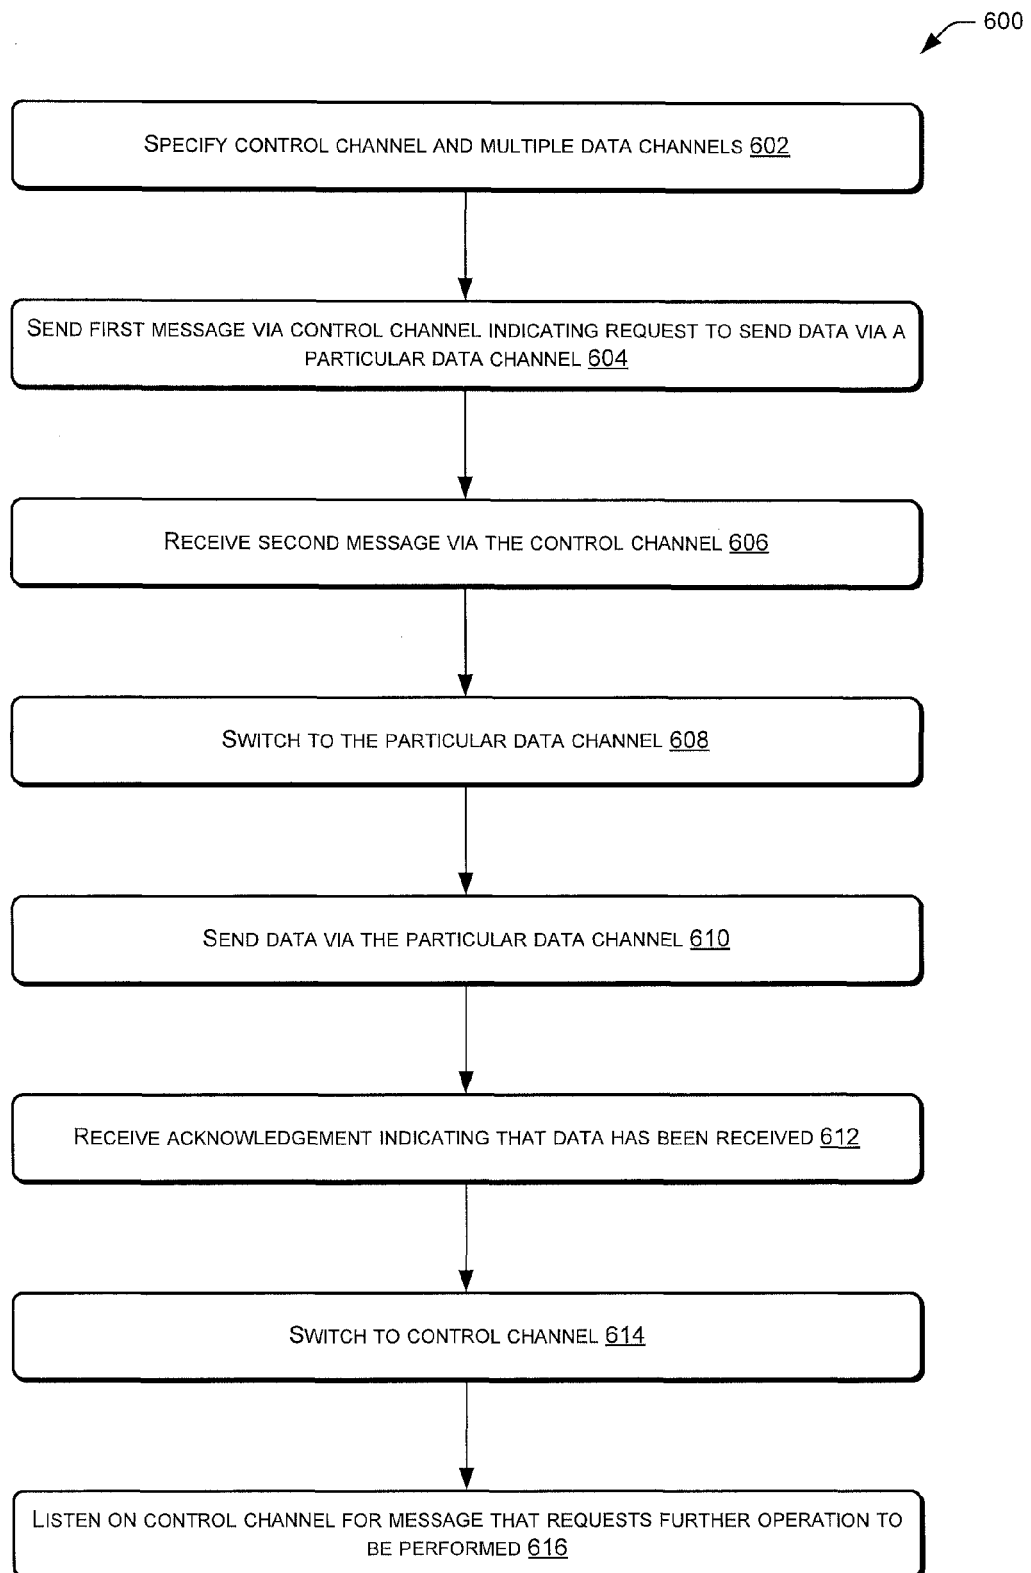 600
SPECIFY CONTROL CHANNEL AND MULTIPLE DATA CHANNELS 602
SEND FIRST MESSAGE VIA CONTROL CHANNEL INDICATING REQUEST TO SEND DATA VIA A
PARTICULAR DATA CHANNEL 604
RECEIVE SECOND MESSAGE VIA THE CONTROL CHANNEL 606
SWITCH TO THE PARTICULAR DATA CHANNEL 608
SEND DATA VIA THE PARTICULAR DATA CHANNEL 610
RECEIVE ACKNOWLEDGEMENT INDICATING THAT DATA HAS BEEN RECEIVED 612
SWITCH TO CONTROL CHANNEL 614
LISTEN ON CONTROL CHANNEL FOR MESSAGE THAT REQUESTS FURTHER OPERATION TO
BE PERFORMED 616